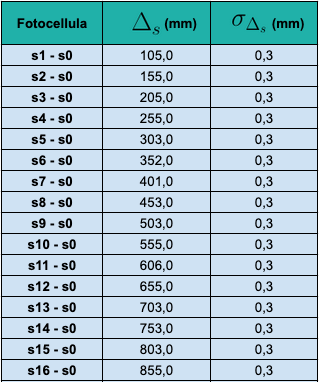 Fotocellula Δs (mm) σΔs (mm)
s1 - s0 105,0 0,3
s2 - s0 155,0 0,3
s3 - s0 205,0 0,3
s4 - s0 255,0 0,3
s5 - s0 303,0 0,3
s6 - s0 352,0 0,3
s7 - s0 401,0 0,3
s8 - s0 453,0 0,3
s9 - s0 503,0 0,3
s10 - s0 555,0 0,3
s11 - s0 606,0 0,3
s12 - s0 655,0 0,3
s13 - s0 703,0 0,3
s14 - s0 753,0 0,3
s15 - s0 803,0 0,3
s16 - s0 855,0 0,3